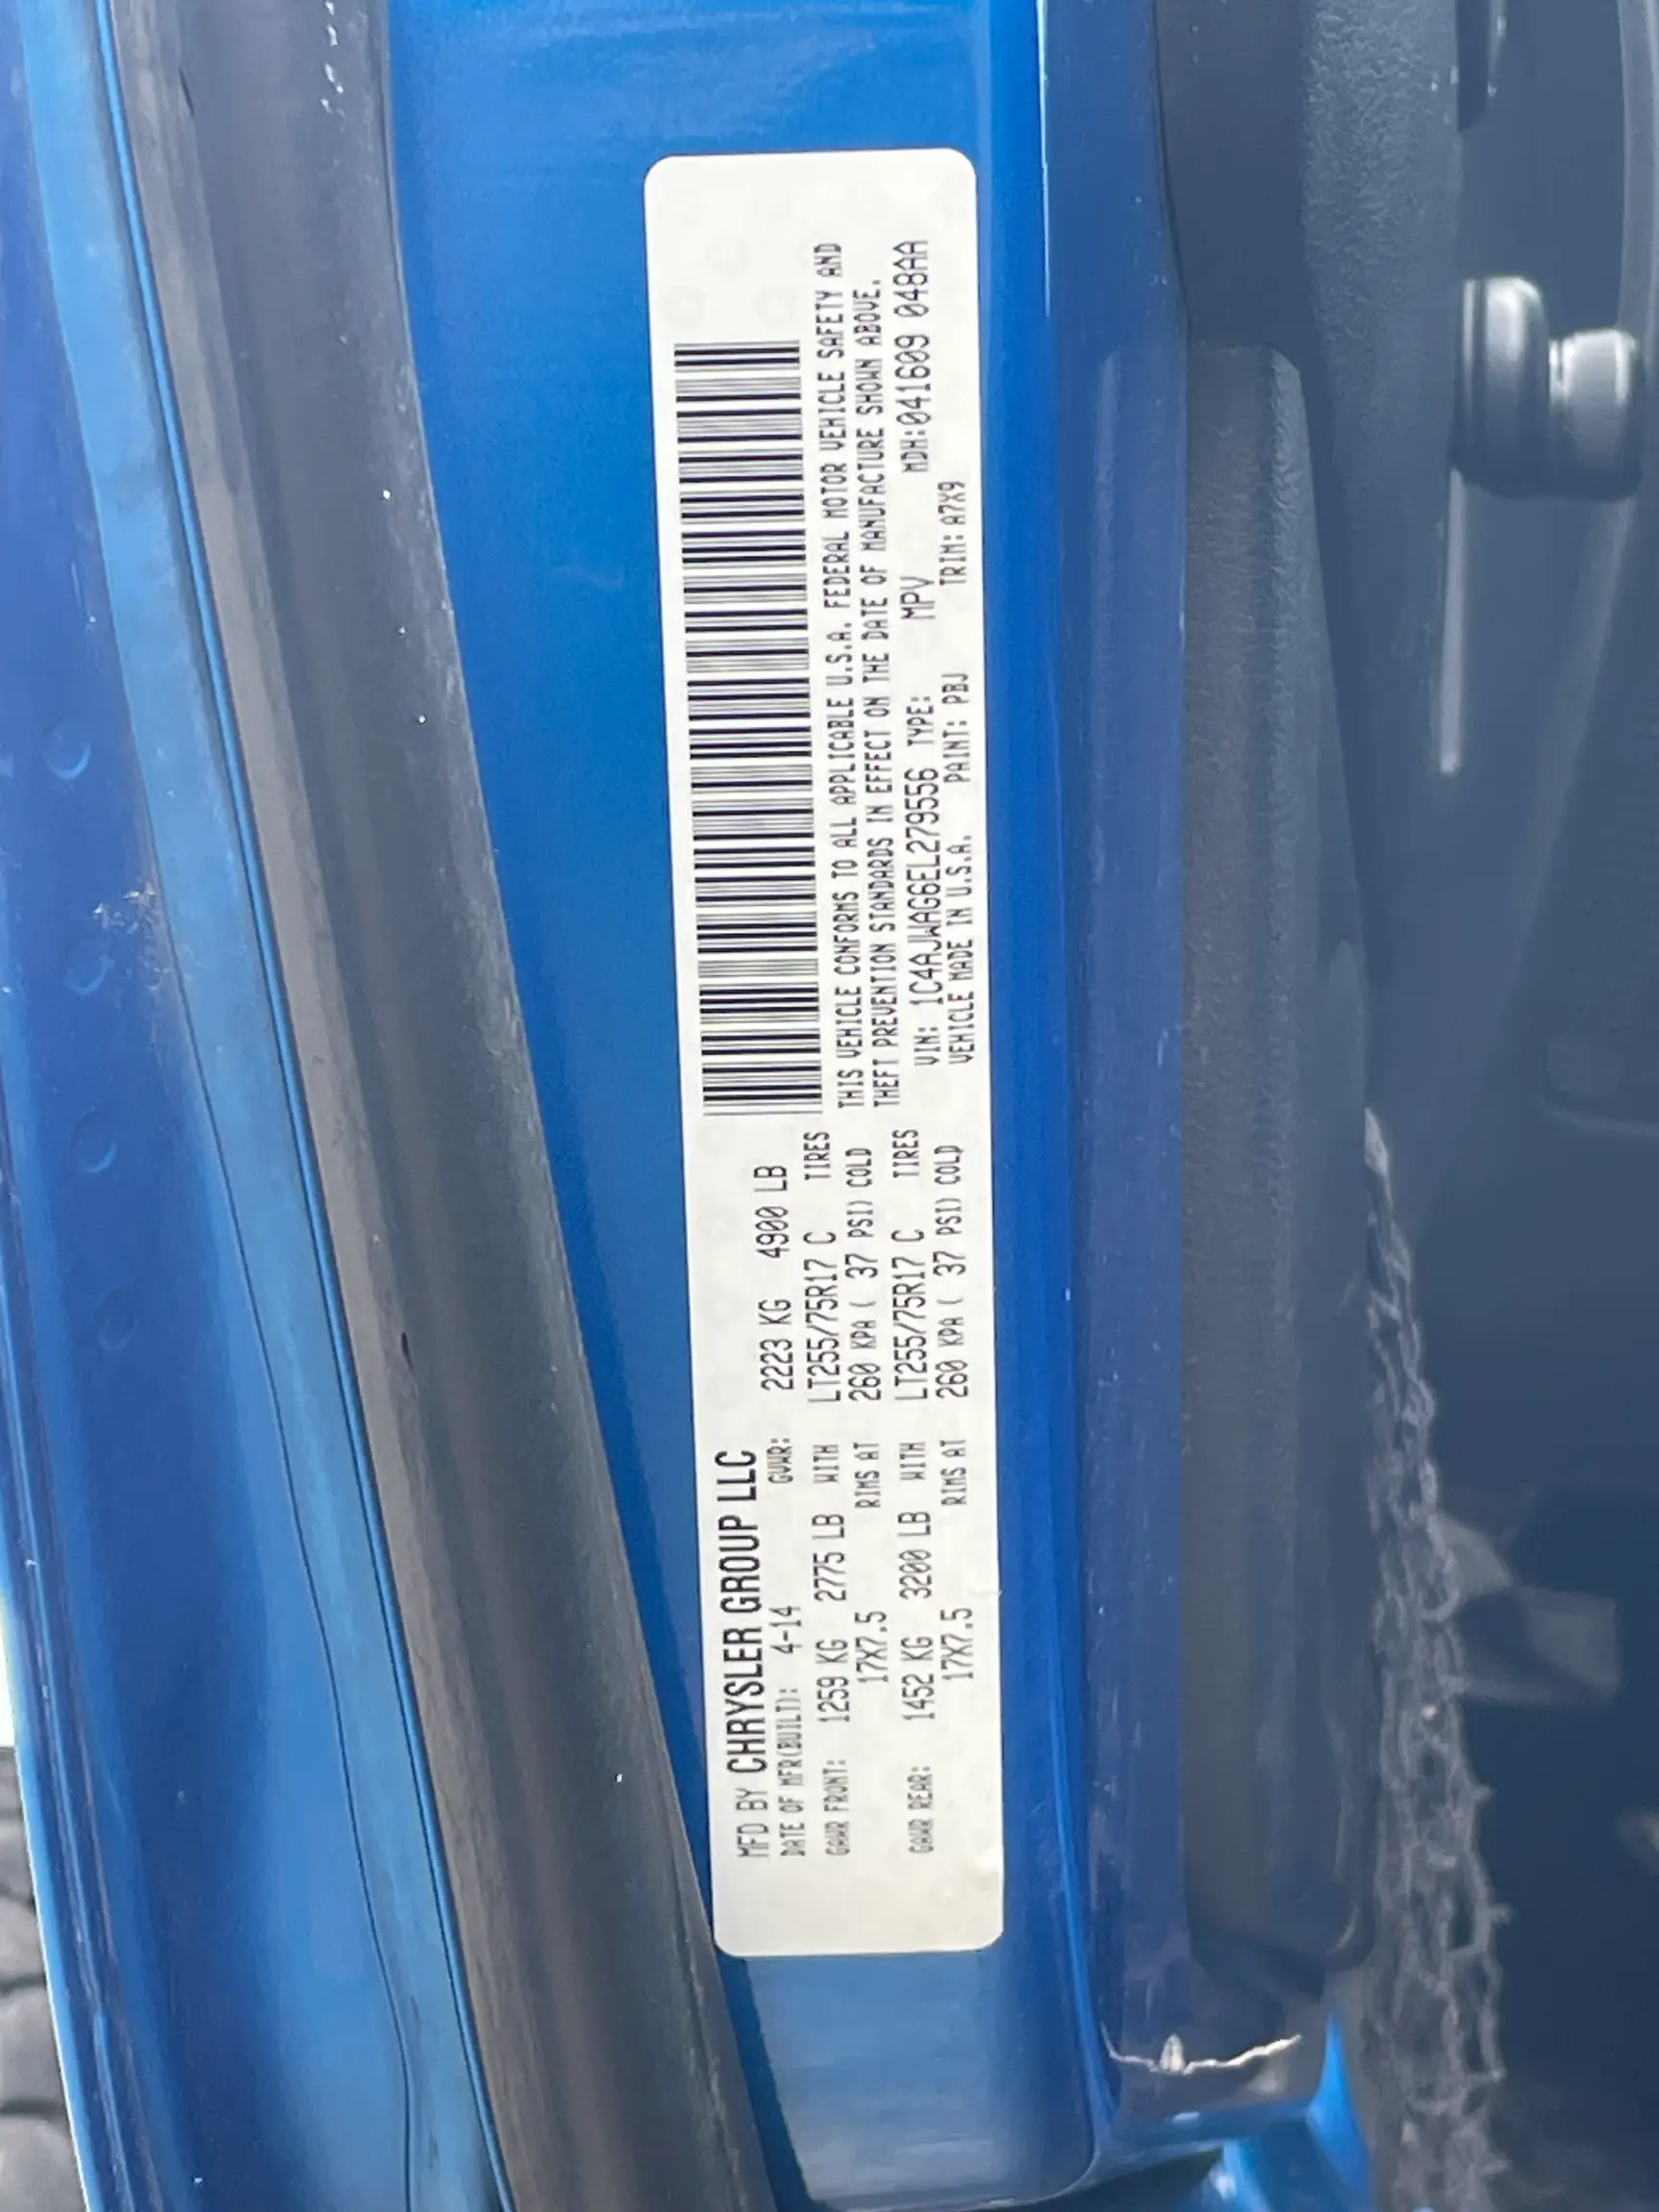 MFD BY CHRYSLER GROUP LLC
DATE OF MFR(BUILT): 4-14 GVWR: 2223 KG 4900 LB
GAWR FRONT: 1259 KG 2775 LB WITH LT255/75R17 C TIRES
17X7.5 RIMS AT 260 KPA ( 37 PSI) COLD
GAWR REAR: 1452 KG 3200 LB WITH LT255/75R17 C TIRES
17X7.5 RIMS AT 260 KPA ( 37 PSI) COLD
THIS VEHICLE CONFORMS TO ALL APPLICABLE U.S.A. FEDERAL MOTOR VEHICLE SAFETY AND
THEFT PREVENTION STANDARDS IN EFFECT ON THE DATE OF MANUFACTURE SHOWN ABOVE.
VIN: 1C4AJWAG6EL279556 TYPE: MPV MDH:041609 048AA
VEHICLE MADE IN U.S.A. PAINT: PBJ TRIM: A7X9